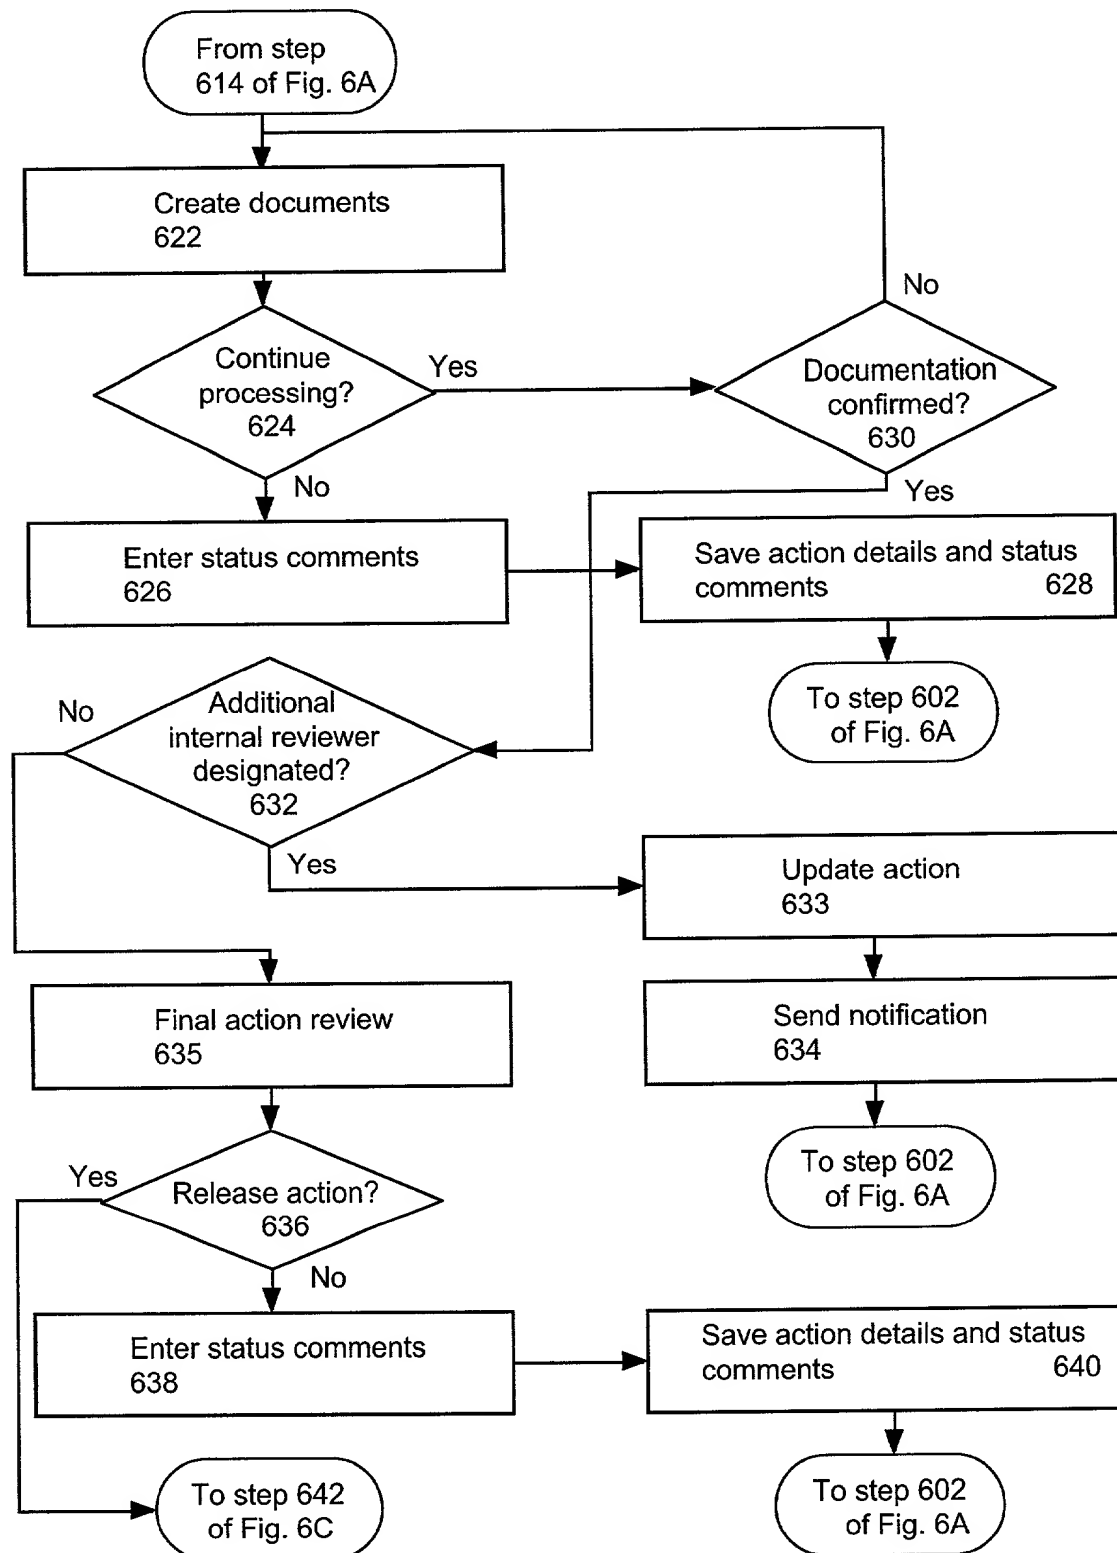 From step
614 of Fig. 6A
Create documents
622
No
Continue
processing?
624
Yes
Documentation
confirmed?
630
No
Yes
Enter status comments
626
Save action details and status
comments 628
To step 602
of Fig. 6A
No
Additional
internal reviewer
designated?
632
Yes
Update action
633
Final action review
635
Send notification
634
To step 602
of Fig. 6A
Yes
Release action?
636
No
Enter status comments
638
Save action details and status
comments 640
To step 642
of Fig. 6C
To step 602
of Fig. 6A